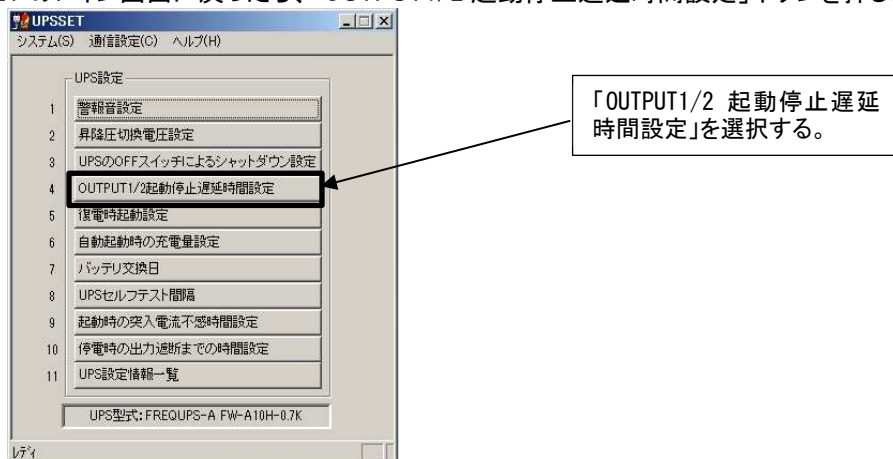 UPSSET
システム(S) 通信設定(C) ヘルプ(H)
UPS設定
1 警報音設定
2 昇降圧切換電圧設定
3 UPSのOFFスイッチによるシャットダウン設定
4 OUTPUT1/2起動停止遅延時間設定
5 復電時起動設定
6 自動起動時の充電量設定
7 バッテリ交換日
8 UPSセルフテスト間隔
9 起動時の突入電流不感時間設定
10 停電時の出力遮断までの時間設定
11 UPS設定情報一覧
UPS型式: FREQUPS-A FW-A10H-0.7K
レディ
「OUTPUT1/2 起動停止遅延
時間設定」を選択する。